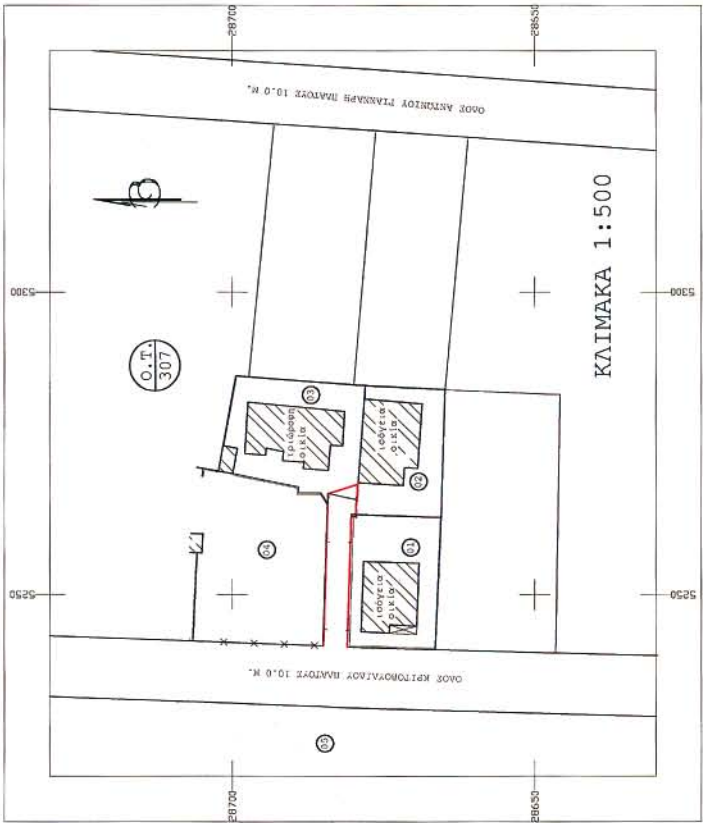 28700
28650
ΟΔΟΣ ΑΝΤΩΝΙΟΥ ΓΙΑΝΝΑΡΗ ΠΛΑΤΟΥΣ 10.0 Μ.
ΚΛΙΜΑΚΑ 1:500
5300
5300
Ο.Τ.
307
03
τριώροφη
οικία
ισόγεια
οικία
02
04
01
ισόγεια
οικία
5250
5250
ΟΔΟΣ ΚΡΙΤΟΒΟΥΛΙΔΟΥ ΠΛΑΤΟΥΣ 10.0 Μ.
05
28700
28650